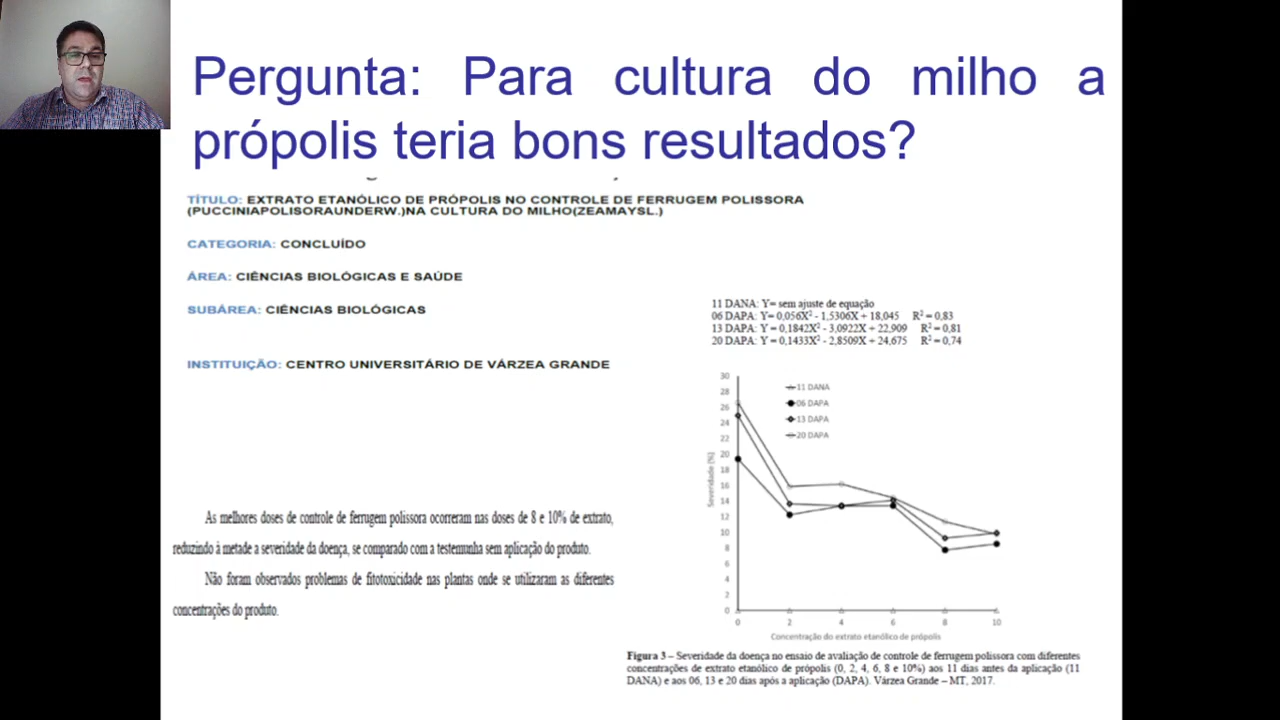 Pergunta: Para cultura do milho a
própolis teria bons resultados?
TÍTULO: EXTRATO ETANÓLICO DE PRÓPOLIS NO CONTROLE DE FERRUGEM POLISSORA
(PUCCINIAPOLISORAUNDERW.)NA CULTURA DO MILHO(ZEAMAYSL.)
CATEGORIA: CONCLUÍDO
ÁREA: CIÊNCIAS BIOLÓGICAS E SAÚDE
SUBÁREA: CIÊNCIAS BIOLÓGICAS
INSTITUIÇÃO: CENTRO UNIVERSITÁRIO DE VÁRZEA GRANDE
As melhores doses de controle de ferrugem polissora ocorreram nas doses de 8 e 10% de extrato,
reduzindo à metade a severidade da doença, se comparado com a testemunha sem aplicação do produto.
Não foram observados problemas de fitotoxicidade nas plantas onde se utilizaram as diferentes
concentrações do produto.
11 DANA: Y= sem ajuste de equação
06 DAPA: Y= 0,056X² - 1,5306X + 18,045 R² = 0,83
13 DAPA: Y = 0,1842X² - 3,0922X + 22,909 R² = 0,81
20 DAPA: Y = 0,1433X² - 2,8509X + 24,675 R² = 0,74
30
28
26
24
22
20
18
16
14
12
10
8
6
4
2
0
Severidade (%)
11 DANA
06 DAPA
13 DAPA
20 DAPA
0 2 4 6 8 10
Concentração do extrato etanólico de própolis
Figura 3 – Severidade da doença no ensaio de avaliação de controle de ferrugem polissora com diferentes
concentrações de extrato etanólico de própolis (0, 2, 4, 6, 8 e 10%) aos 11 dias antes da aplicação (11
DANA) e aos 06, 13 e 20 dias após a aplicação (DAPA). Várzea Grande – MT, 2017.